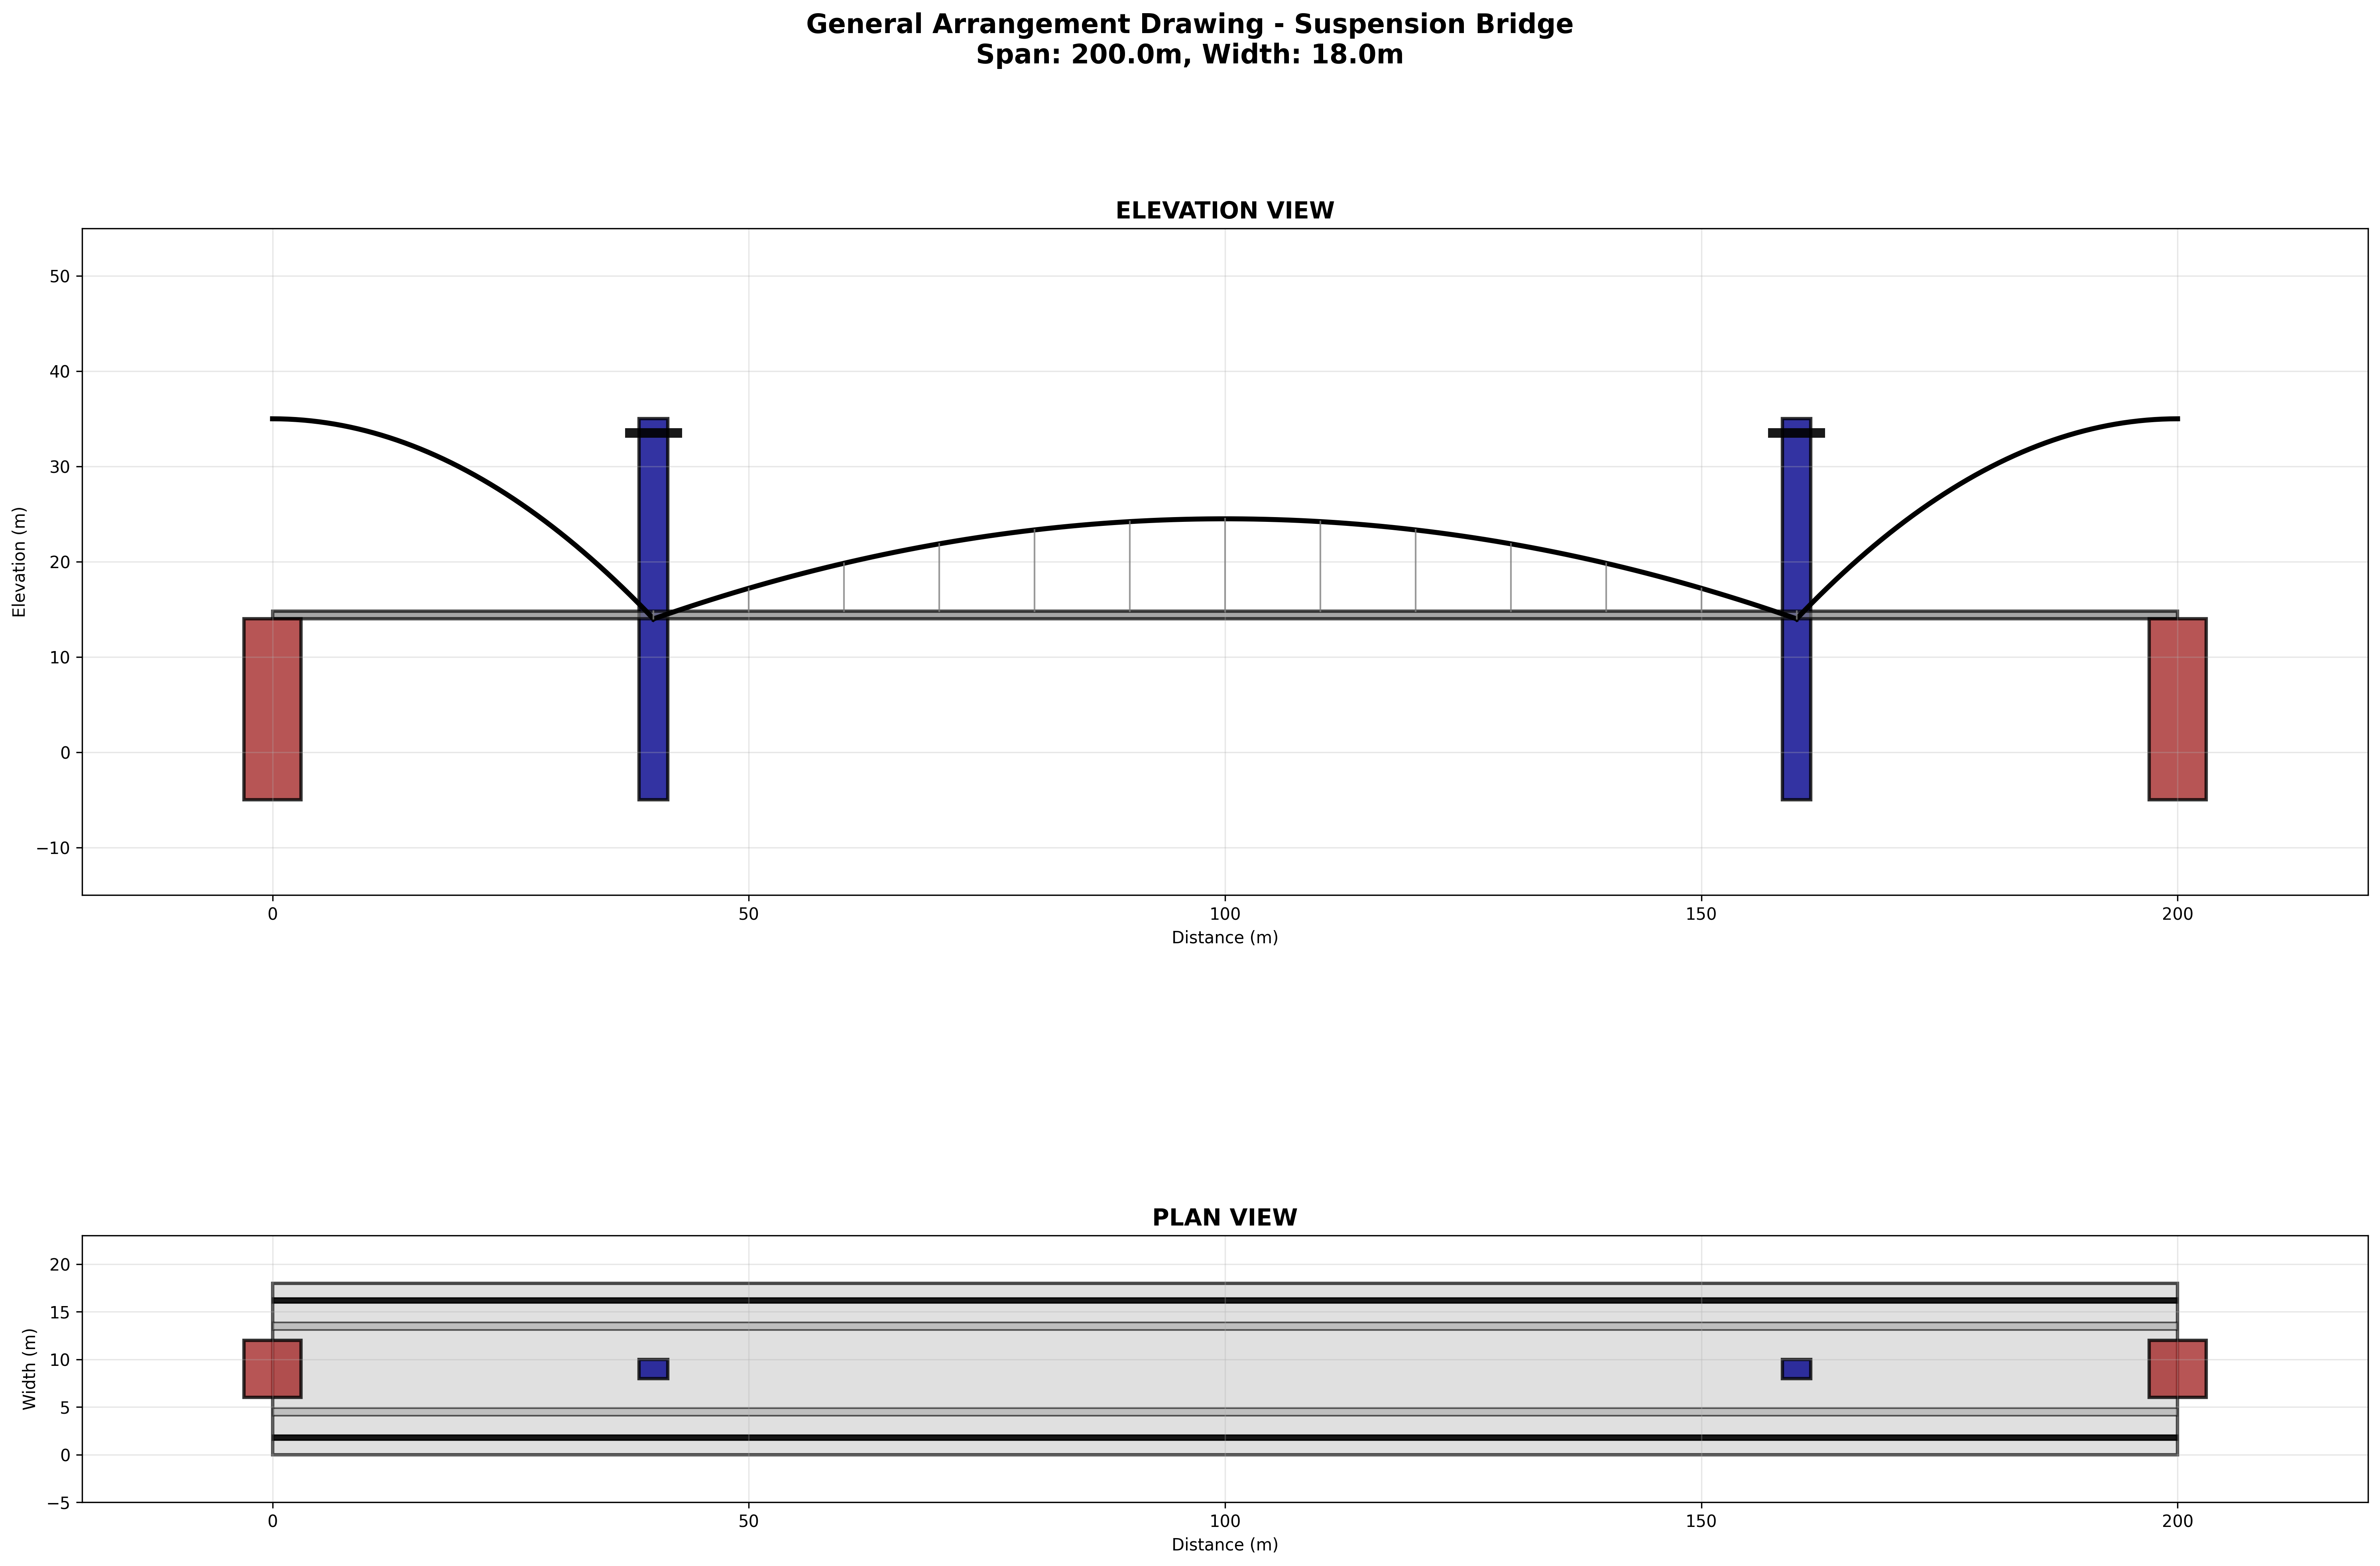 General Arrangement Drawing - Suspension Bridge
Span: 200.0m, Width: 18.0m
ELEVATION VIEW
50
40
30
20
10
0
−10
Elevation (m)
0 50 100 150 200
Distance (m)
PLAN VIEW
20
15
10
5
0
−5
Width (m)
0 50 100 150 200
Distance (m)